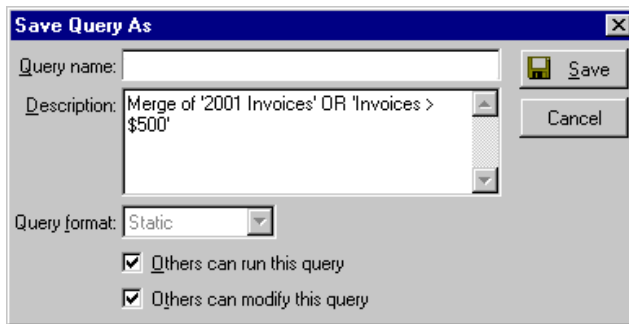 Save Query As
Query name:
Save
Description: Merge of '2001 Invoices' OR 'Invoices >
$500'
Cancel
Query format: Static
Others can run this query
Others can modify this query